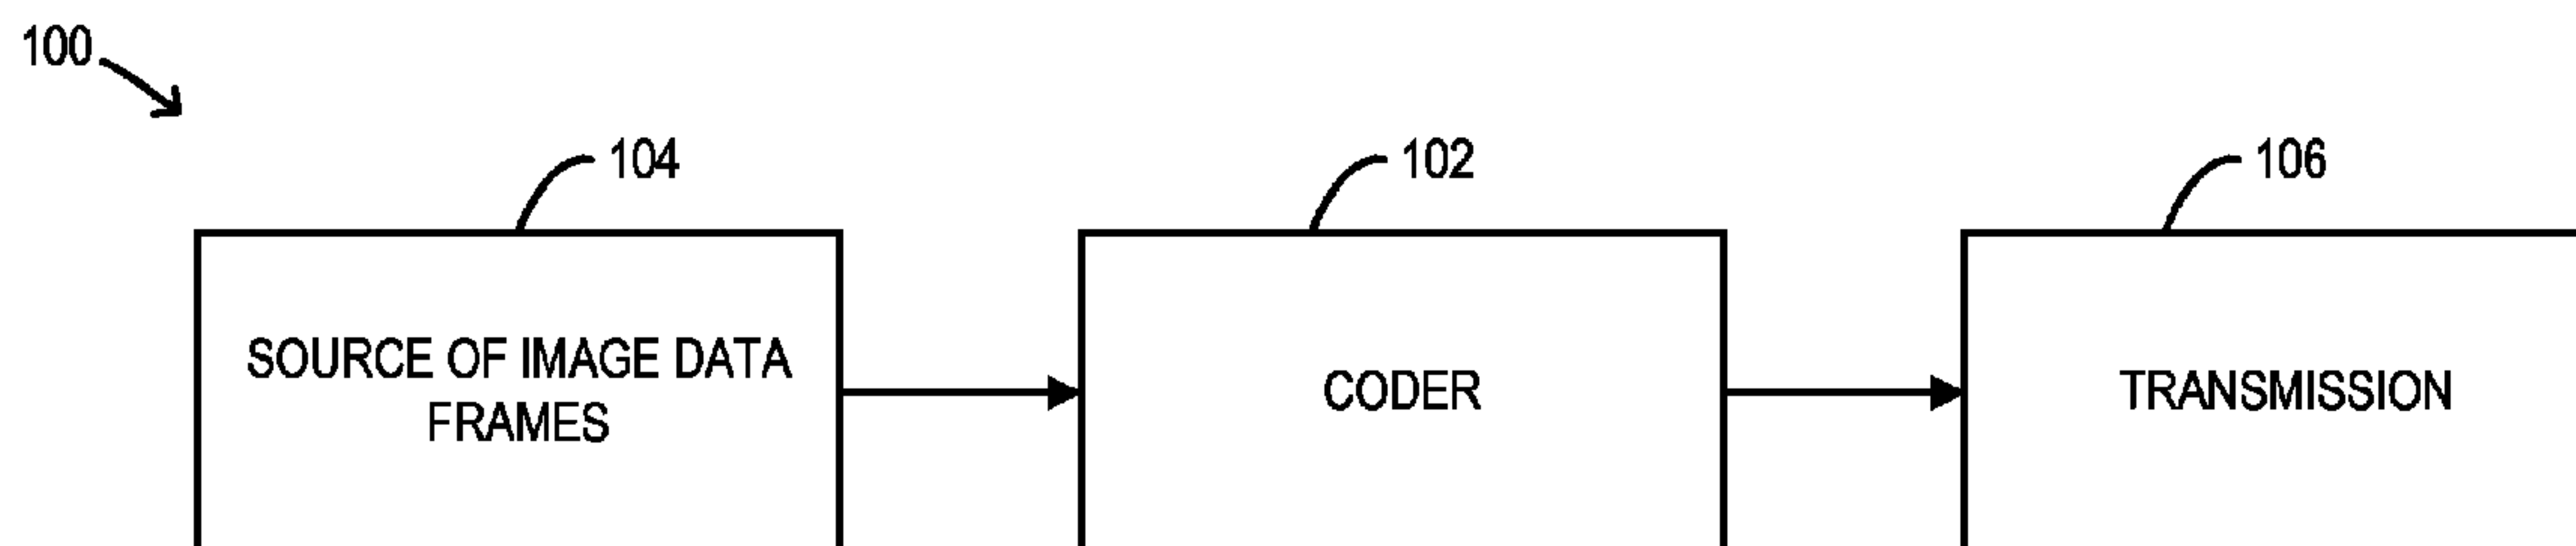 100
104
102
106
SOURCE OF IMAGE DATA
FRAMES
CODER
TRANSMISSION